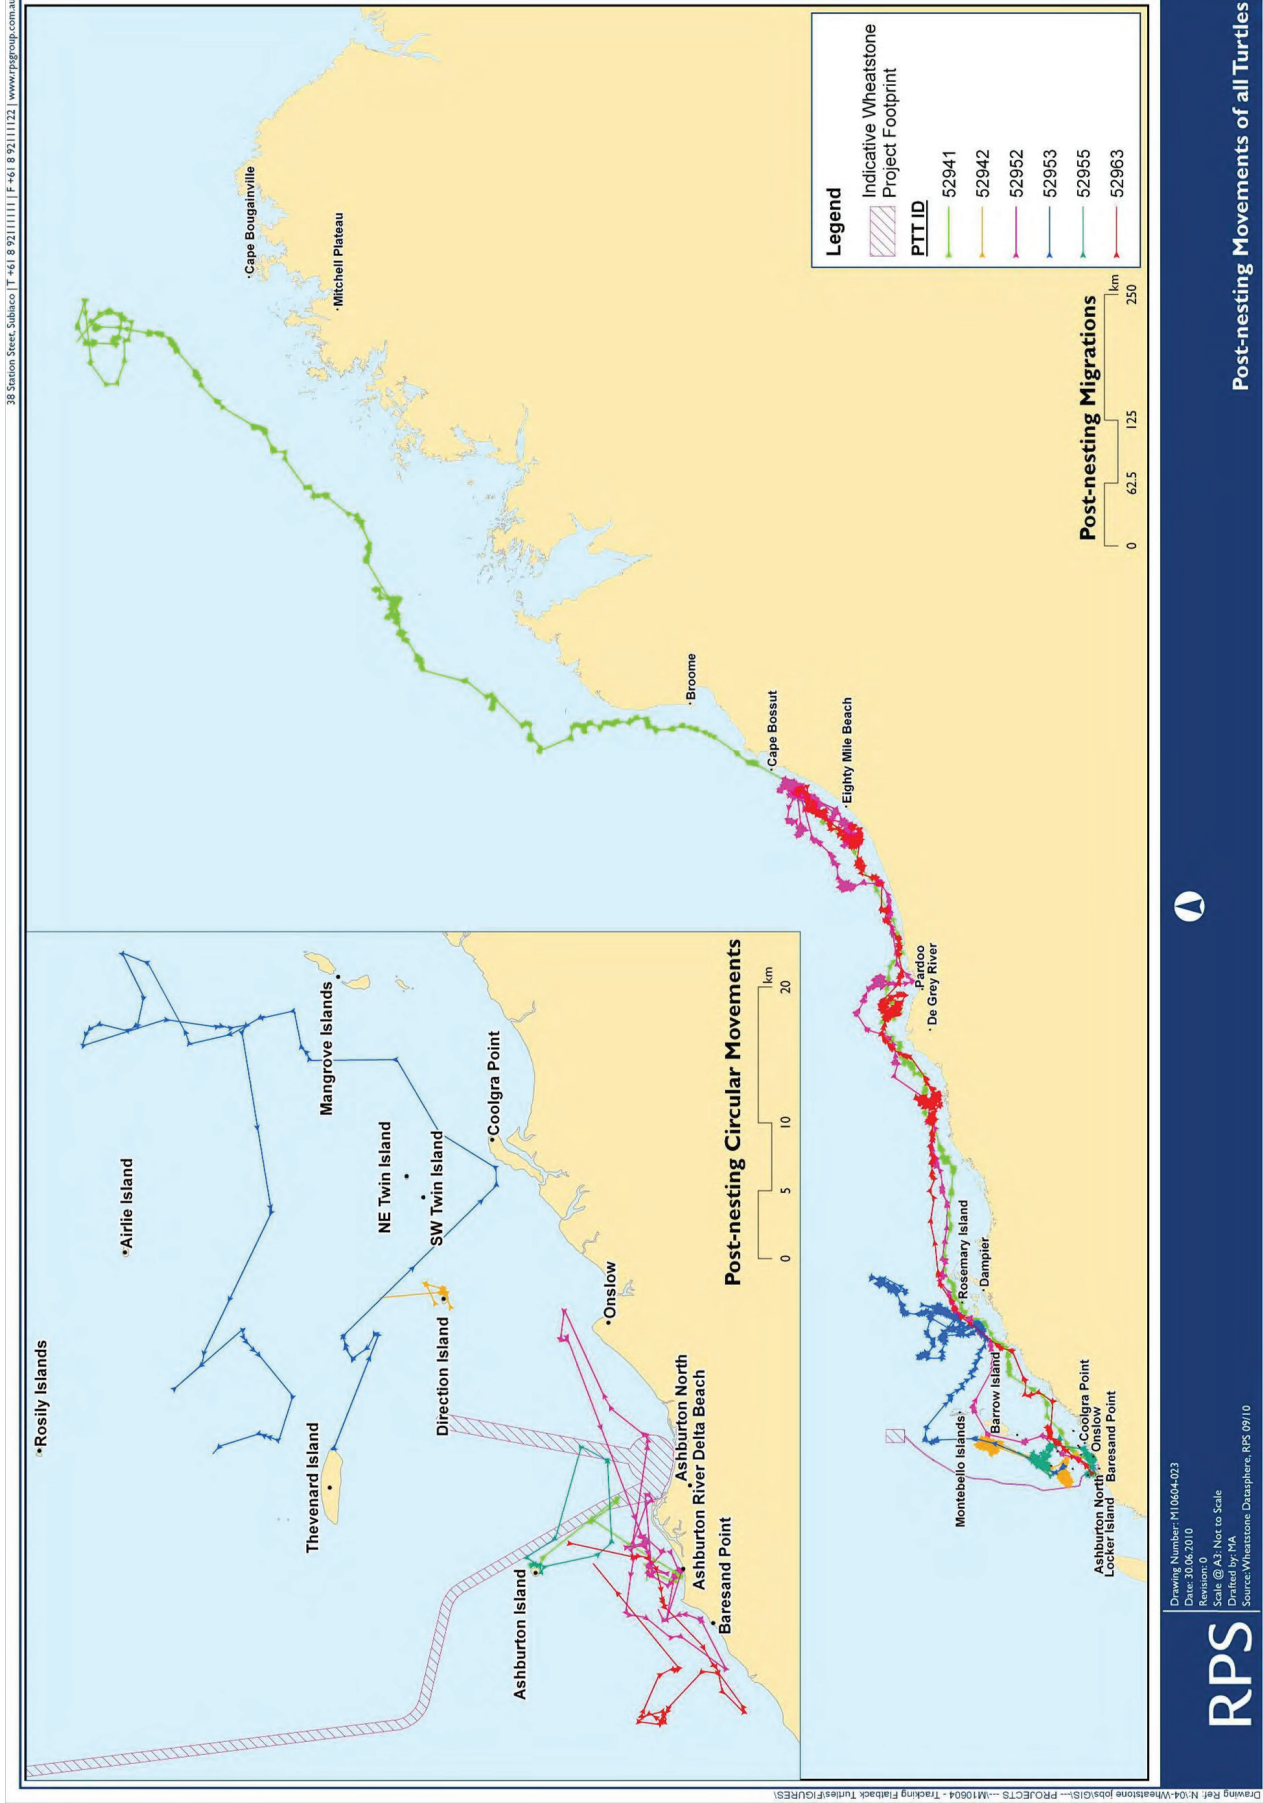 38 Station Street, Subiaco | T +61 8 92111111 | F +61 8 92111122 | www.rpsgroup.com.au
Rosily Islands
Airlie Island
Thevenard Island
Mangrove Islands
NE Twin Island
SW Twin Island
Direction Island
Coolgra Point
Ashburton Island
Onslow
Ashburton North
Ashburton River Delta Beach
Baresand Point
Post-nesting Circular Movements
0
5
10
20
km
Cape Bougainville
Mitchell Plateau
Broome
Cape Bossut
Eighty Mile Beach
Pardoo
De Grey River
Rosemary Island
Dampier
Montebello Islands
Barrow Island
Coolgra Point
Onslow
Baresand Point
Ashburton North
Locker Island
Post-nesting Migrations
0
62.5
125
250
km
Legend
Indicative Wheatstone
Project Footprint
PTT ID
52941
52942
52952
52953
52955
52963
RPS
Drawing Number: M10604-023
Date: 30.06.2010
Revision: 0
Scale @ A3: Not to Scale
Drafted by: MA
Source: Wheatstone Datasphere, RPS 09/10
Post-nesting Movements of all Turtles
Drawing Ref: N:\04-Wheatstone jobs\GIS\--- PROJECTS ---\M10604 - Tracking Flatback Turtles\FIGURES\